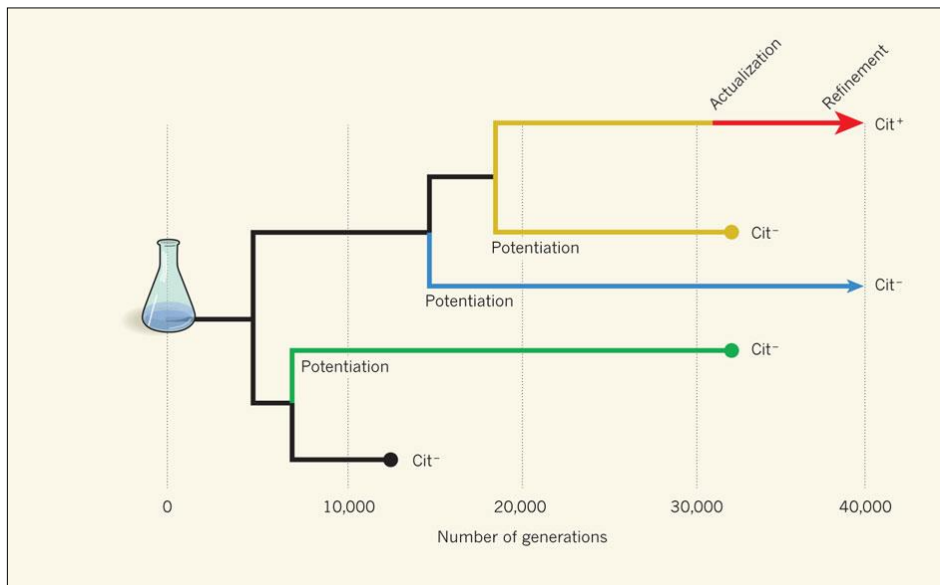 Actualization
Refinement
Cit⁺
Cit⁻
Potentiation
Cit⁻
Potentiation
Cit⁻
Potentiation
Cit⁻
0 10,000 20,000 30,000 40,000
Number of generations